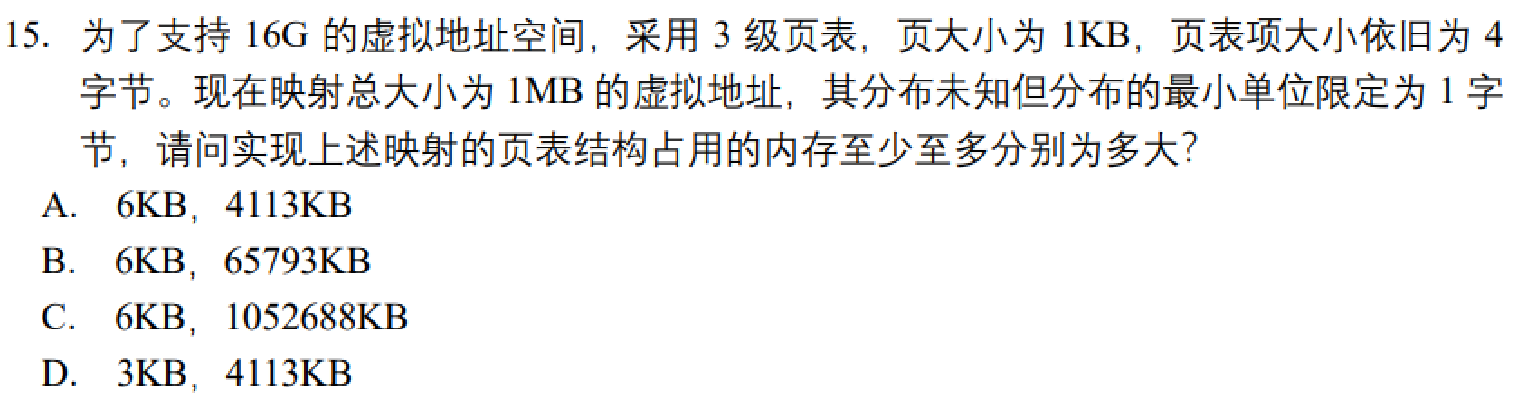 15. 为了支持 16G 的虚拟地址空间，采用 3 级页表，页大小为 1KB，页表项大小依旧为 4
字节。现在映射总大小为 1MB 的虚拟地址，其分布未知但分布的最小单位限定为 1 字
节，请问实现上述映射的页表结构占用的内存至少至多分别为多大？
A. 6KB，4113KB
B. 6KB，65793KB
C. 6KB，1052688KB
D. 3KB，4113KB